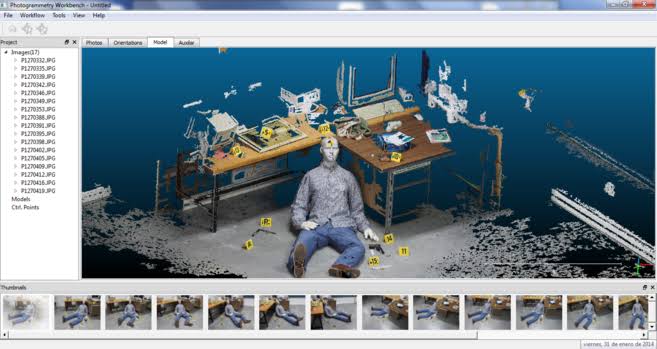 Photogrammetry Workbench - Untitled
File Workflow Tools View Help
Project
Photos Orientations Model Auxiliar
Images(17)
P1270332.JPG
P1270335.JPG
P1270339.JPG
P1270342.JPG
P1270346.JPG
P1270349.JPG
P1270353.JPG
P1270388.JPG
P1270391.JPG
P1270395.JPG
P1270398.JPG
P1270402.JPG
P1270405.JPG
P1270409.JPG
P1270412.JPG
P1270416.JPG
P1270419.JPG
Models
Ctrl. Points
11
Thumbnails
viernes, 31 de enero de 2014